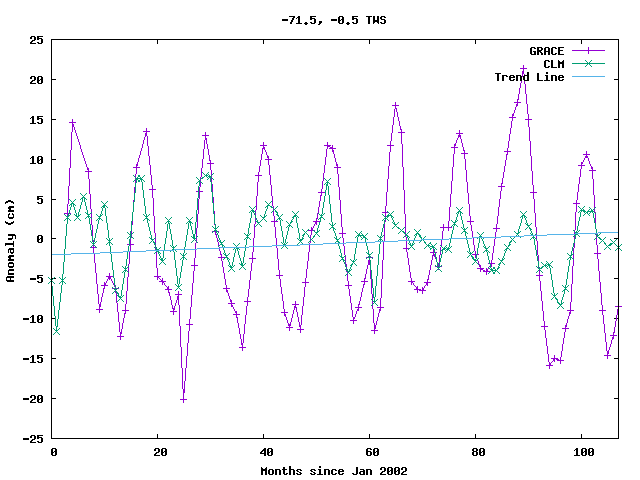 -71.5, -0.5 TWS
GRACE
CLM
Trend Line
Anomaly (cm)
25
20
15
10
5
0
-5
-10
-15
-20
-25
0 20 40 60 80 100
Months since Jan 2002